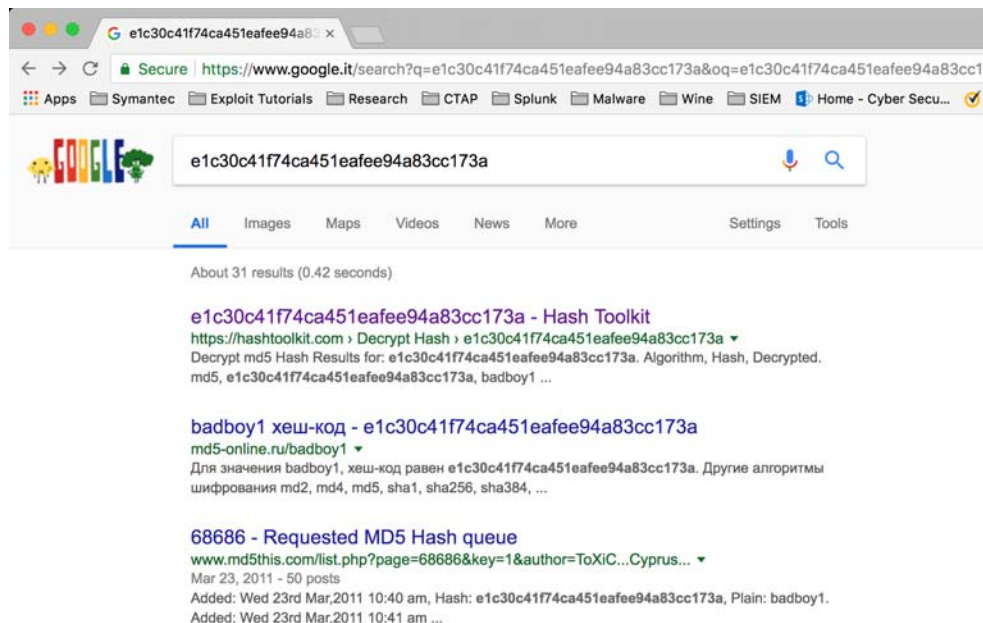 G e1c30c41f74ca451eafee94a83
Secure https://www.google.it/search?q=e1c30c41f74ca451eafee94a83cc173a&oq=e1c30c41f74ca451eafee94a83cc1
Apps Symantec Exploit Tutorials Research CTAP Splunk Malware Wine SIEM Home - Cyber Secu...
GOOGLE e1c30c41f74ca451eafee94a83cc173a
All Images Maps Videos News More Settings Tools
About 31 results (0.42 seconds)
e1c30c41f74ca451eafee94a83cc173a - Hash Toolkit
https://hashtoolkit.com › Decrypt Hash › e1c30c41f74ca451eafee94a83cc173a
Decrypt md5 Hash Results for: e1c30c41f74ca451eafee94a83cc173a. Algorithm, Hash, Decrypted.
md5, e1c30c41f74ca451eafee94a83cc173a, badboy1 ...
badboy1 хеш-код - e1c30c41f74ca451eafee94a83cc173a
md5-online.ru/badboy1
Для значения badboy1, хеш-код равен e1c30c41f74ca451eafee94a83cc173a. Другие алгоритмы
шифрования md2, md4, md5, sha1, sha256, sha384, ...
68686 - Requested MD5 Hash queue
www.md5this.com/list.php?page=68686&key=1&author=ToXiC...Cyprus...
Mar 23, 2011 - 50 posts
Added: Wed 23rd Mar,2011 10:40 am, Hash: e1c30c41f74ca451eafee94a83cc173a, Plain: badboy1.
Added: Wed 23rd Mar,2011 10:41 am ...